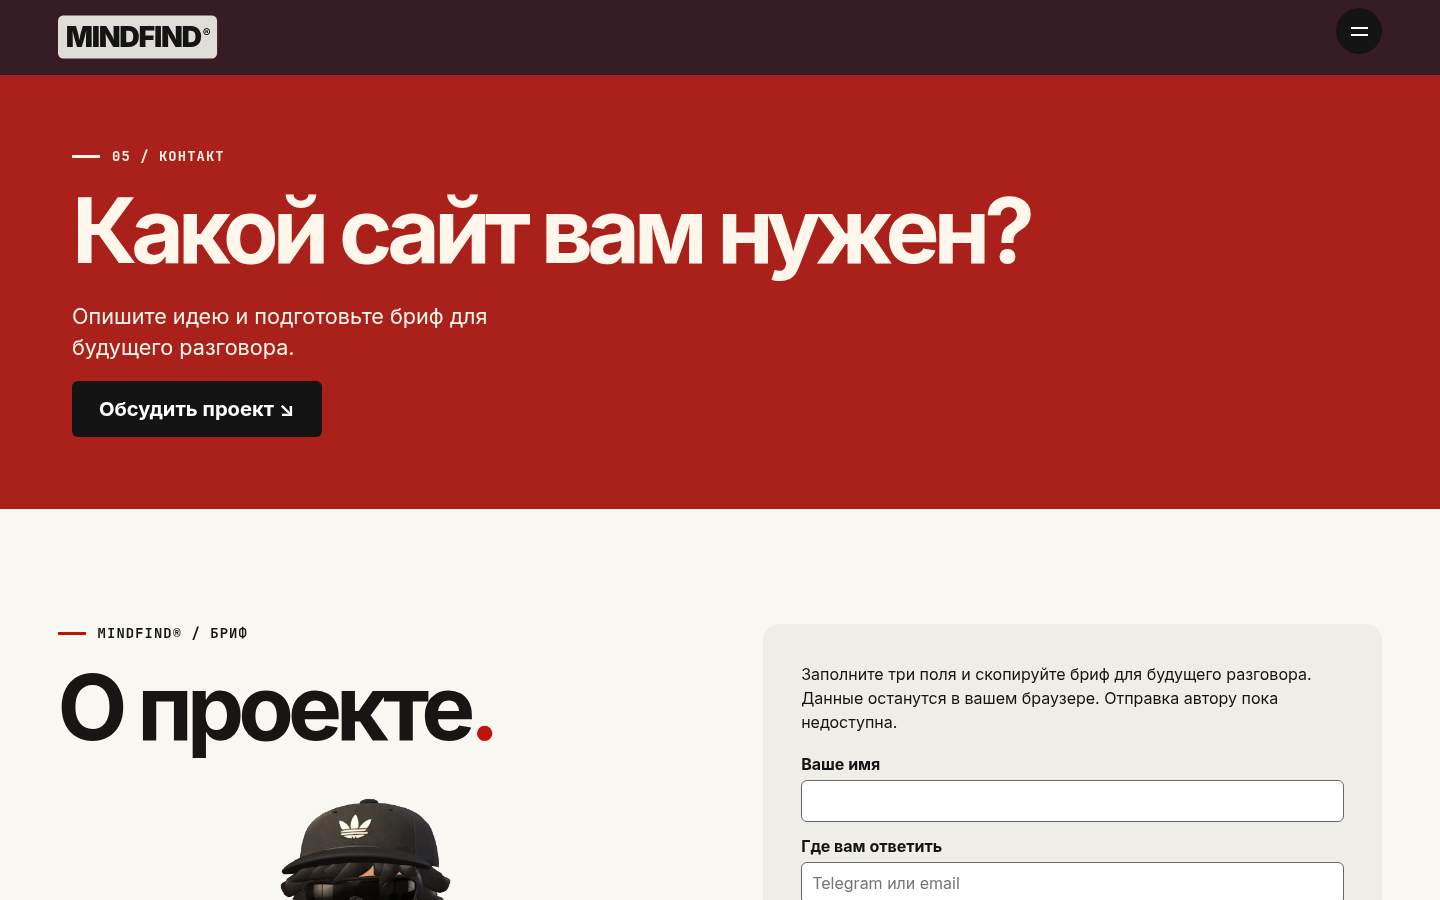 MINDFIND®
05 / КОНТАКТ
Какой сайт вам нужен?
Опишите идею и подготовьте бриф для
будущего разговора.
Обсудить проект ↘
MINDFIND® / БРИФ
О проекте.
Заполните три поля и скопируйте бриф для будущего разговора.
Данные останутся в вашем браузере. Отправка автору пока
недоступна.
Ваше имя
Где вам ответить
Telegram или email